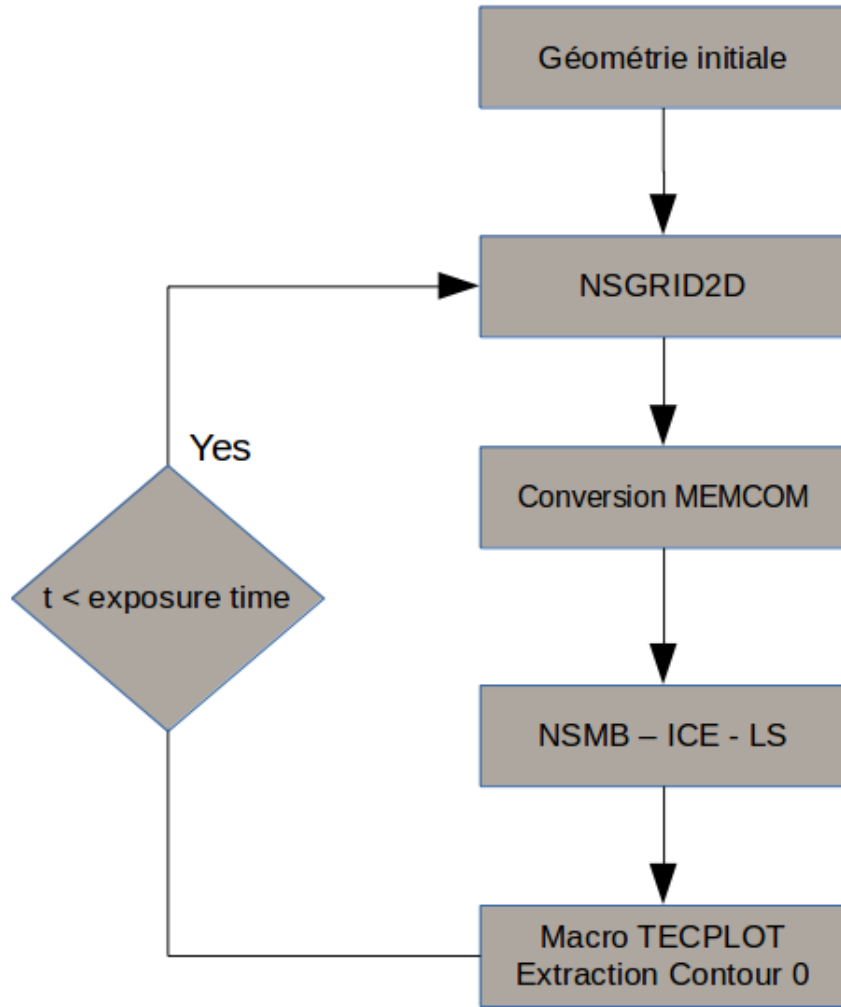 Géométrie initiale
NSGRID2D
Yes
Conversion MEMCOM
t < exposure time
NSMB – ICE - LS
Macro TECPLOT
Extraction Contour 0